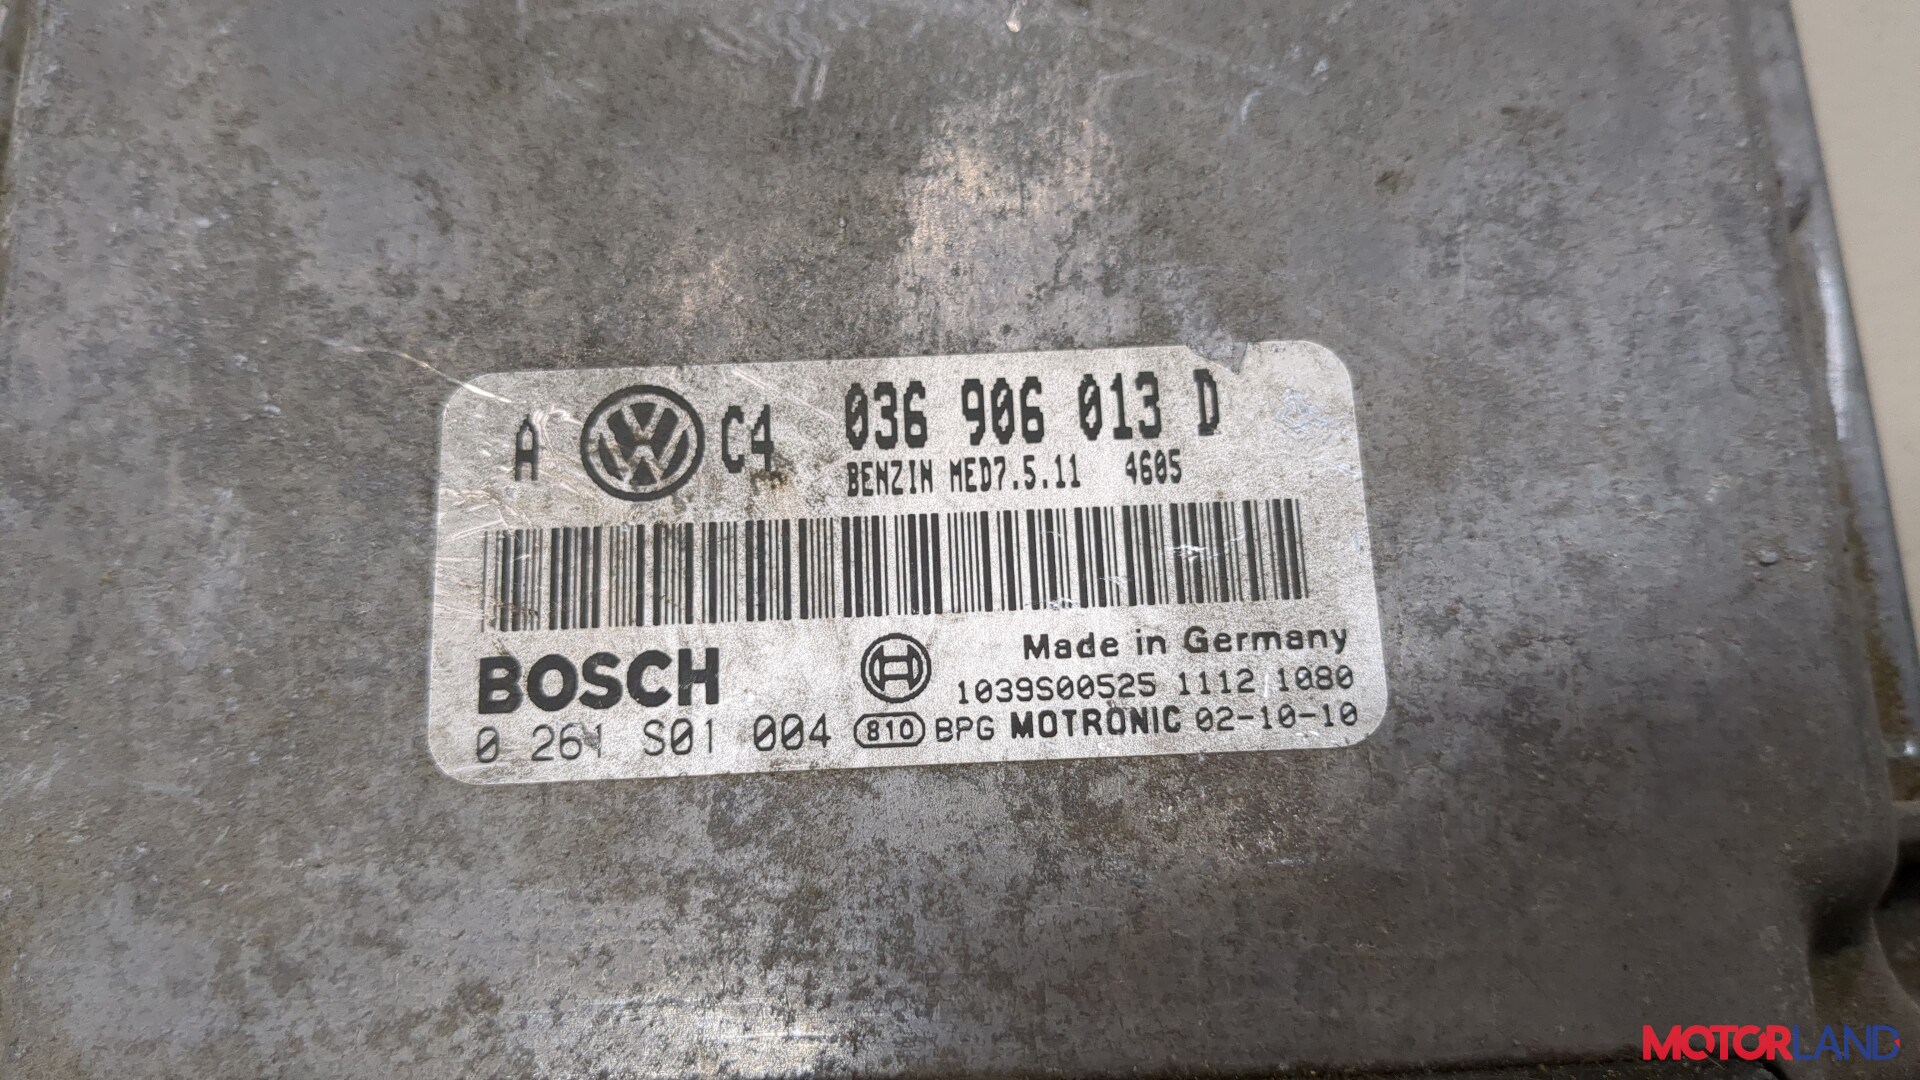 A VW C4 036 906 013 D
BENZIN MED7.5.11 4605
BOSCH
Made in Germany
1039S00525 1112 1080
0 261 S01 004 810 BPG MOTRONIC 02-10-10
MOTORLAND